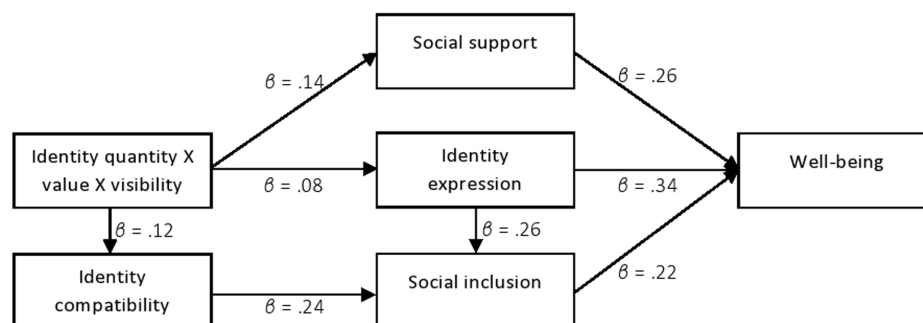 Social support
β = .14
β = .26
Identity quantity X
value X visibility
Identity
expression
Well-being
β = .08
β = .34
β = .12
β = .26
Identity
compatibility
Social inclusion
β = .24
β = .22